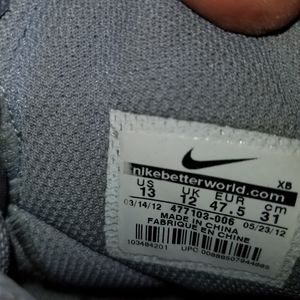 XB
nikebetterworld.com
US UK EUR cm
13 12 47.5 31
03/14/12 477103-006 05/23/12
MADE IN CHINA
FABRIQUE EN CHINE
103484201
UPC